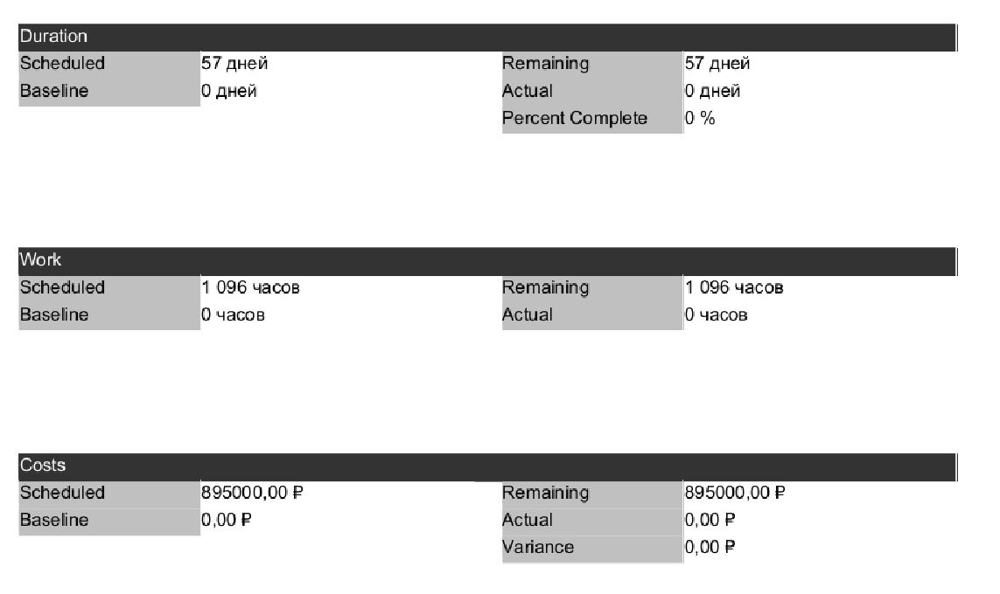 Duration
Scheduled 57 дней Remaining 57 дней
Baseline 0 дней Actual 0 дней
Percent Complete 0 %
Work
Scheduled 1 096 часов Remaining 1 096 часов
Baseline 0 часов Actual 0 часов
Costs
Scheduled 895000,00 ₽ Remaining 895000,00 ₽
Baseline 0,00 ₽ Actual 0,00 ₽
Variance 0,00 ₽